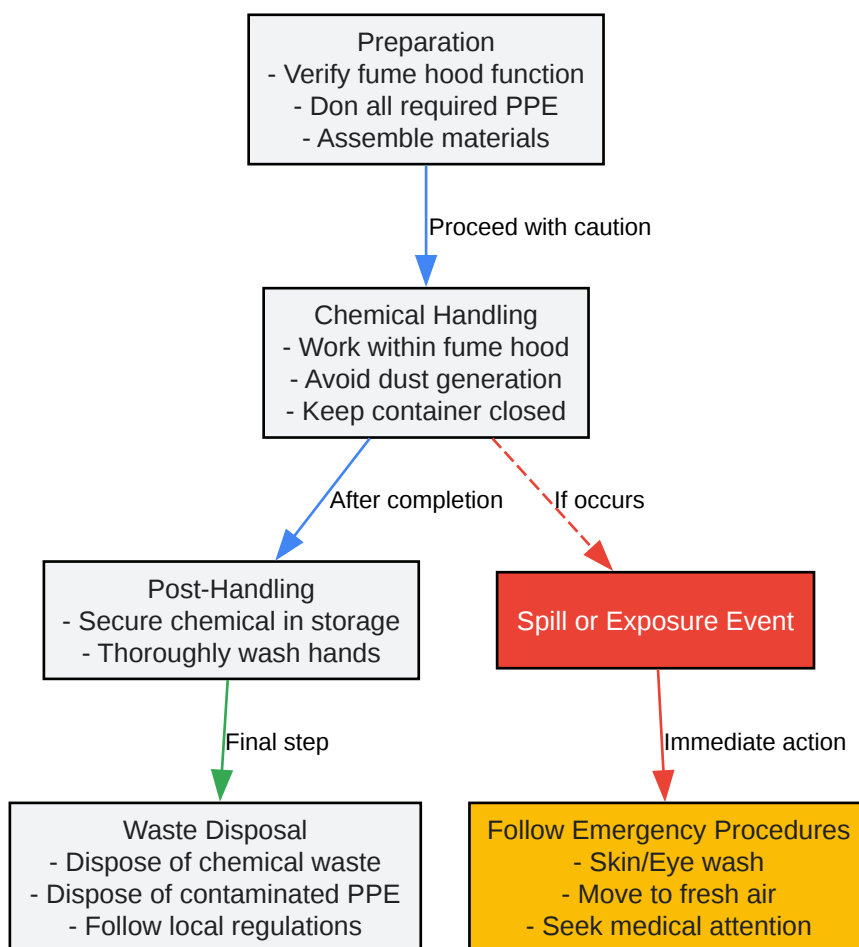 Preparation
- Verify fume hood function
- Don all required PPE
- Assemble materials
Proceed with caution
Chemical Handling
- Work within fume hood
- Avoid dust generation
- Keep container closed
After completion
If occurs
Post-Handling
- Secure chemical in storage
- Thoroughly wash hands
Spill or Exposure Event
Final step
Immediate action
Waste Disposal
- Dispose of chemical waste
- Dispose of contaminated PPE
- Follow local regulations
Follow Emergency Procedures
- Skin/Eye wash
- Move to fresh air
- Seek medical attention